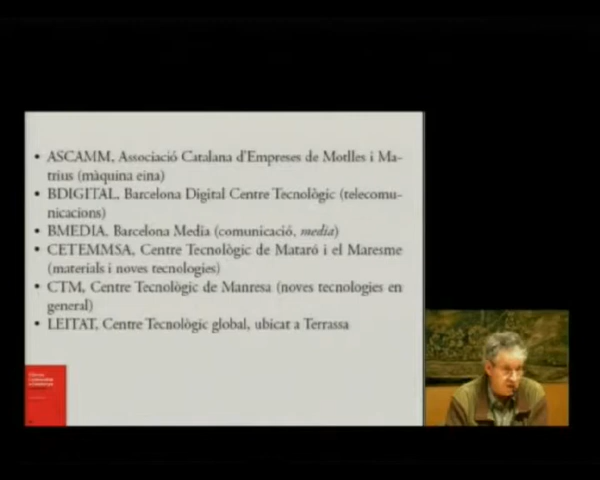 • ASCAMM, Associació Catalana d'Empreses de Motlles i Ma-
trius (màquina eina)
• BDIGITAL, Barcelona Digital Centre Tecnològic (telecomu-
nicacions)
• BMEDIA, Barcelona Media (comunicació, media)
• CETEMMSA, Centre Tecnològic de Mataró i el Maresme
(materials i noves tecnologies)
• CTM, Centre Tecnològic de Manresa (noves tecnologies en
general)
• LEITAT, Centre Tecnològic global, ubicat a Terrassa